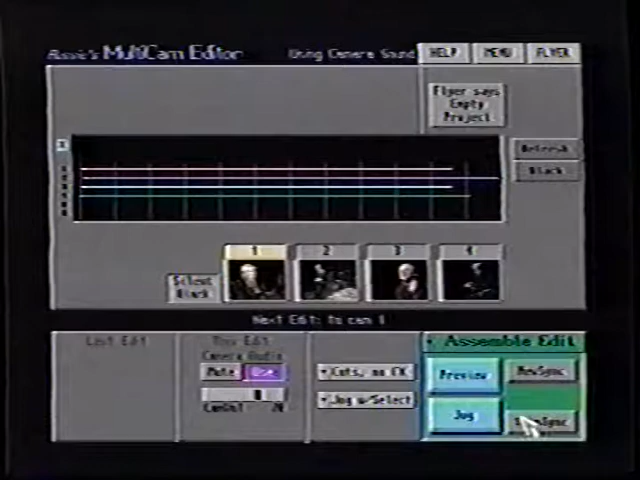 MultiCam Editor
Using Camera Sound
HELP
MENU
FLYER
Flyer says
Empty
Project
Refresh
Black
1
2
3
4
Select
Black
Next Edit: to cam 1
Last Edit
This Edit
Camera Audio
Mute
Use
Cuts, no FX
Jog w/Select
Assemble Edit
Preview
NewSync
Jog